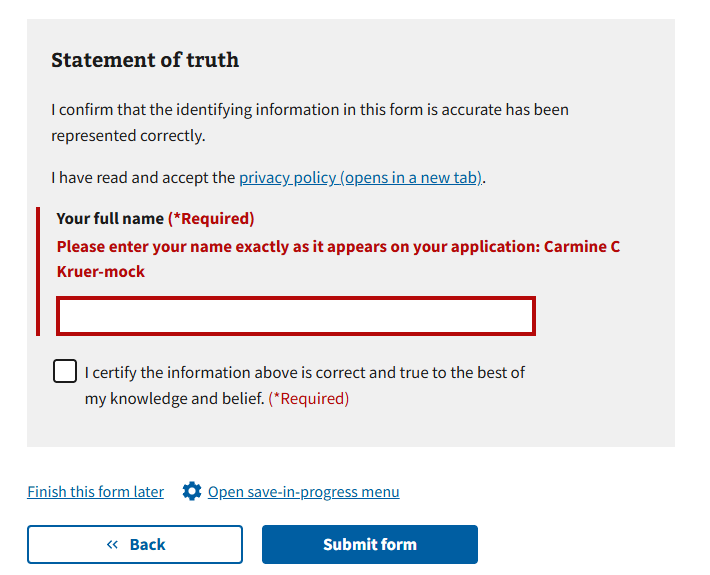 Statement of truth
I confirm that the identifying information in this form is accurate has been
represented correctly.
I have read and accept the privacy policy (opens in a new tab).
Your full name (*Required)
Please enter your name exactly as it appears on your application: Carmine C
Kruer-mock
I certify the information above is correct and true to the best of
my knowledge and belief. (*Required)
Finish this form later Open save-in-progress menu
« Back Submit form